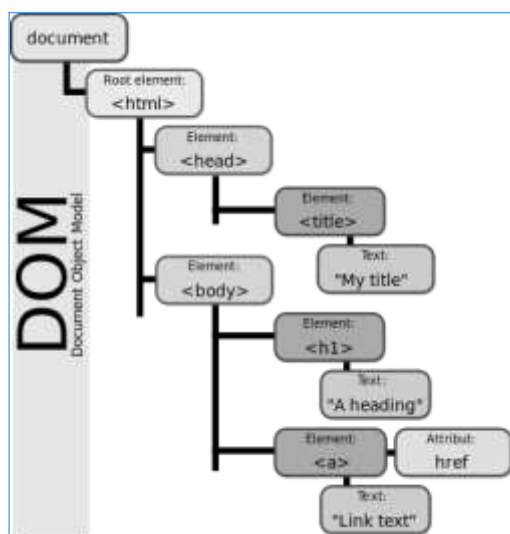 document
Root element:
<html>
Element:
<head>
Element:
<title>
Text:
"My title"
Element:
<body>
Element:
<h1>
Text:
"A heading"
Element:
<a>
Attribut:
href
Text:
"Link text"
DOM
Document Object Model